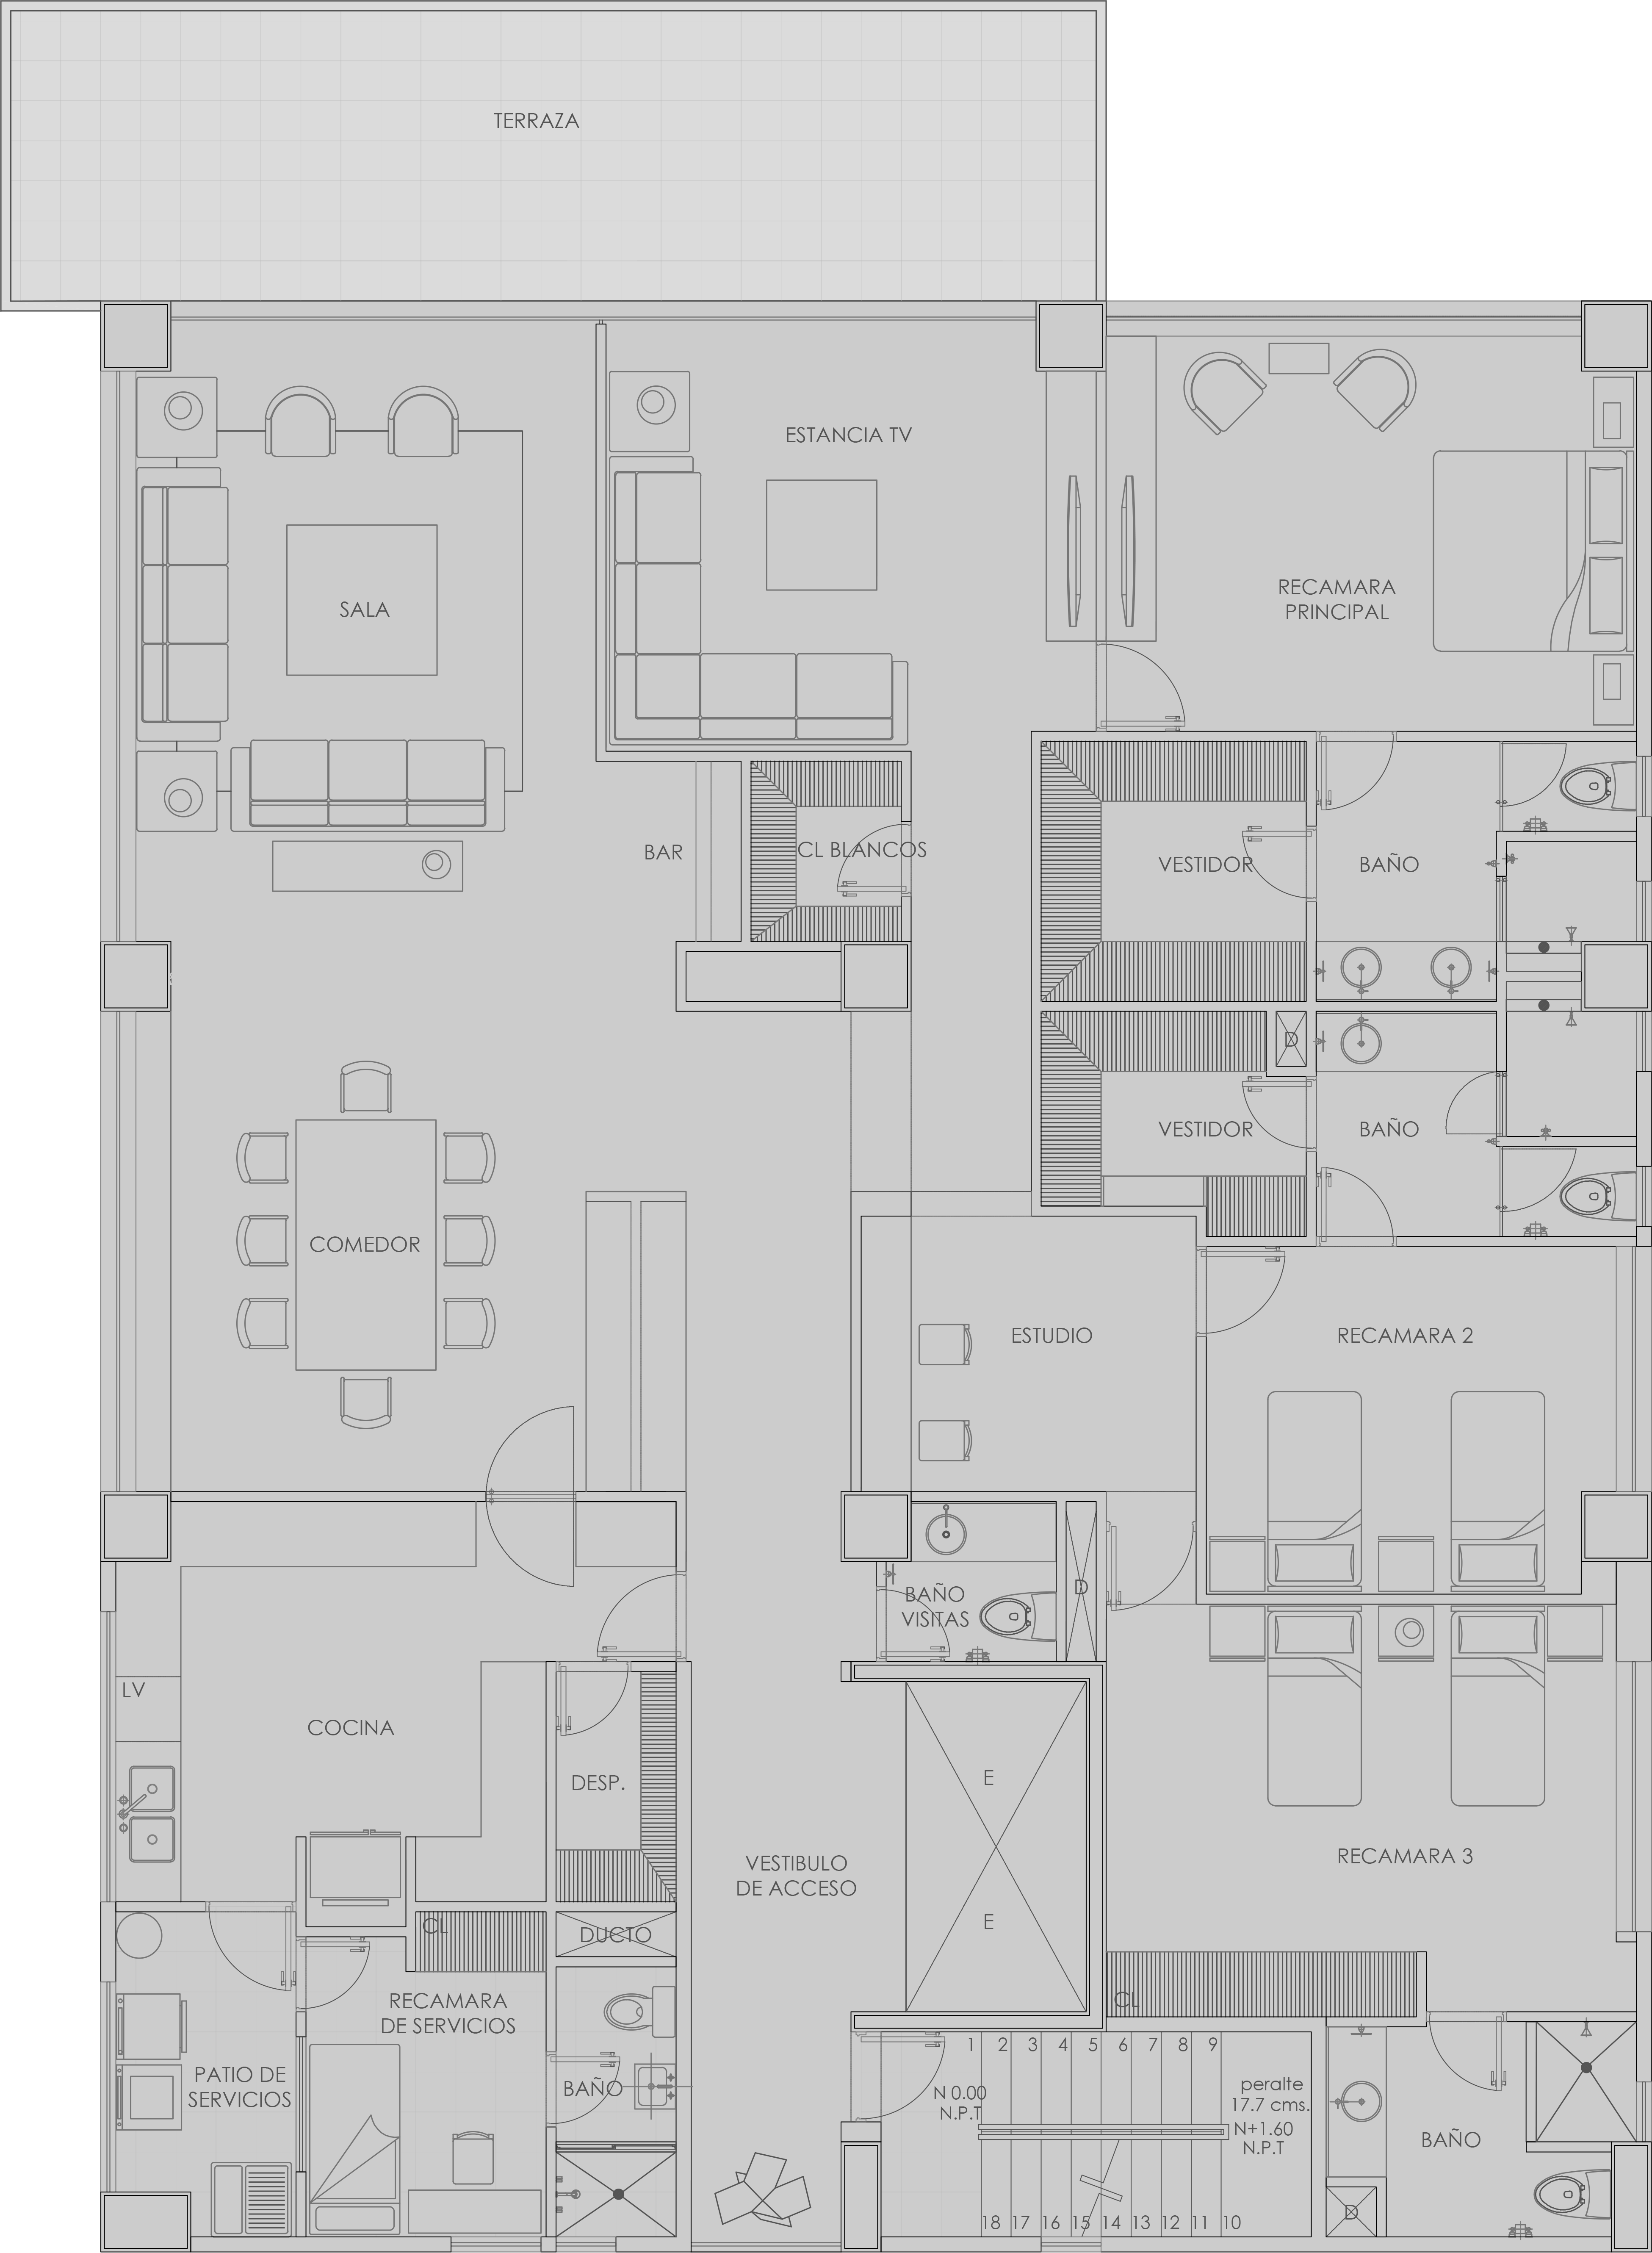 TERRAZA
ESTANCIA TV
SALA
RECAMARA
PRINCIPAL
BAR
CL BLANCOS
VESTIDOR
BAÑO
D
VESTIDOR
BAÑO
COMEDOR
ESTUDIO
RECAMARA 2
BAÑO
VISITAS
D
LV
COCINA
DESP.
E
VESTIBULO
DE ACCESO
RECAMARA 3
E
CL
DUCTO
CL
RECAMARA
DE SERVICIOS
PATIO DE
SERVICIOS
BAÑO
1 2 3 4 5 6 7 8 9
N 0.00
N.P.T
peralte
17.7 cms.
N+1.60
N.P.T
BAÑO
D
18 17 16 15 14 13 12 11 10